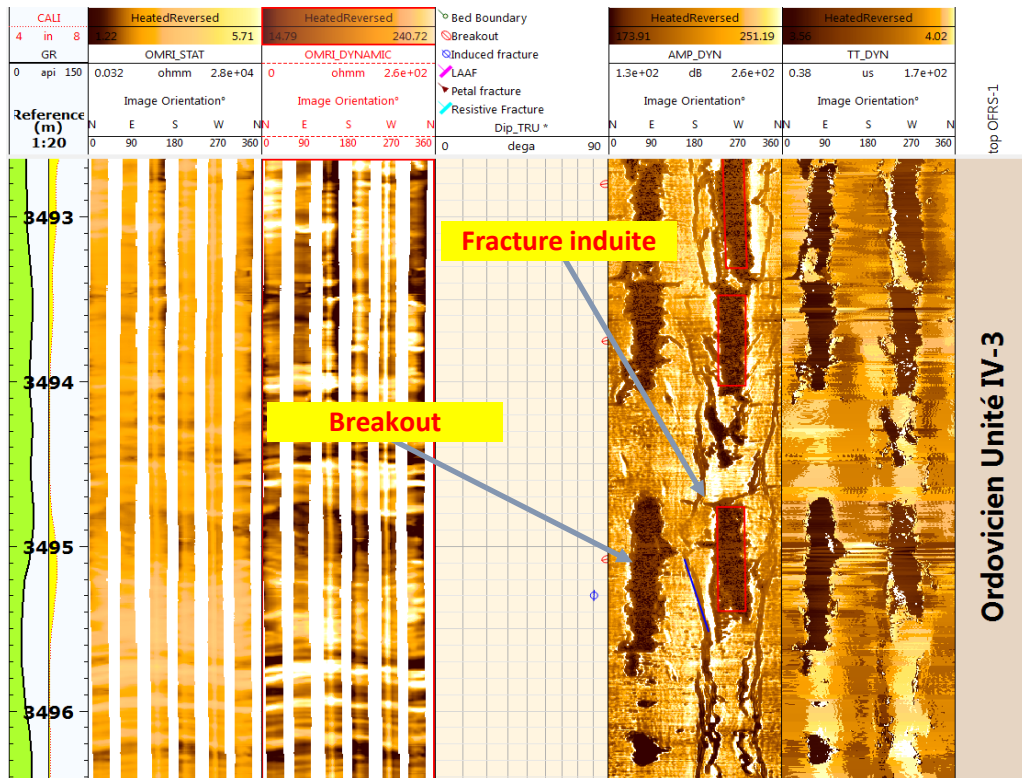 CALI
4 in 8
GR
0 api 150
Reference
(m)
1:20
HeatedReversed
1.22 5.71
OMRI_STAT
0.032 ohmm 2.8e+04
Image Orientation°
N E S W N
0 90 180 270 360
HeatedReversed
14.79 240.72
OMRI_DYNAMIC
0 ohmm 2.6e+02
Image Orientation°
N E S W N
0 90 180 270 360
Bed Boundary
Breakout
Induced fracture
LAAF
Petal fracture
Resistive Fracture
Dip_TRU *
0 dega 90
HeatedReversed
173.91 251.19
AMP_DYN
1.3e+02 dB 2.6e+02
Image Orientation°
N E S W N
0 90 180 270 360
HeatedReversed
3.56 4.02
TT_DYN
0.38 us 1.7e+02
Image Orientation°
N E S W N
0 90 180 270 360
top OFRS-1
3493
3494
3495
3496
Fracture induite
Breakout
Ordovicien Unité IV-3